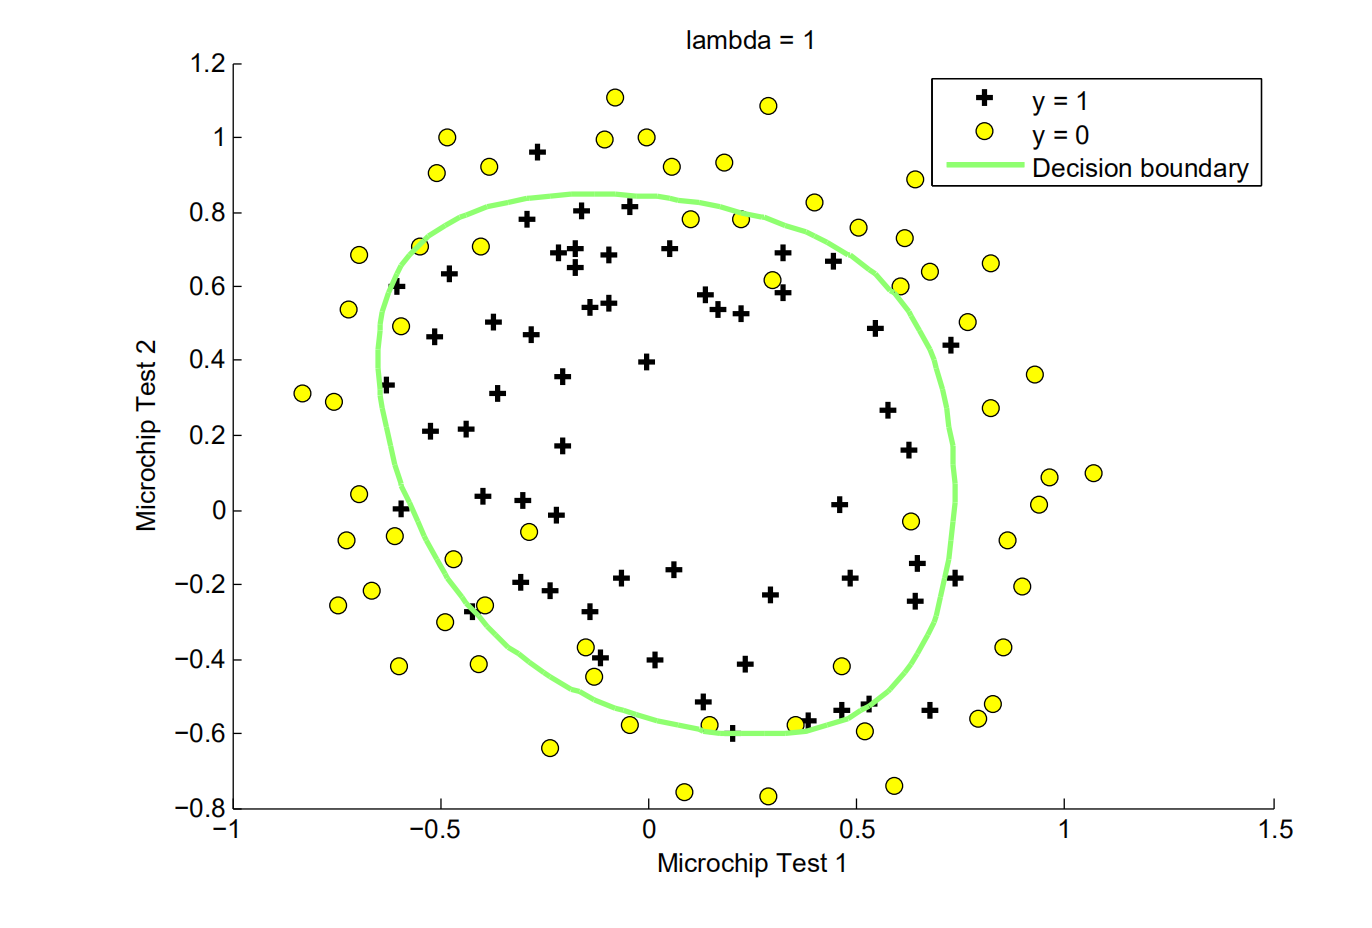 lambda = 1
y = 1
y = 0
Decision boundary
1.2
1
0.8
0.6
0.4
0.2
0
−0.2
−0.4
−0.6
−0.8
Microchip Test 2
−1 −0.5 0 0.5 1 1.5
Microchip Test 1